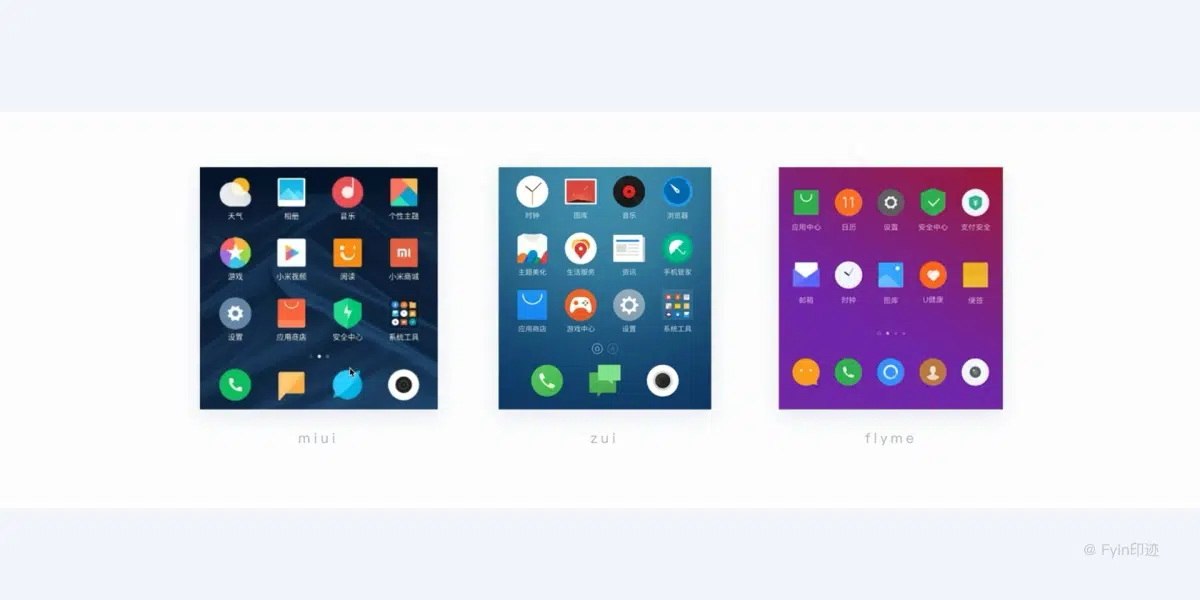 天气 相册 音乐 个性主题
mi
游戏 小米视频 阅读 小米商城
设置 应用商店 安全中心 系统工具
miui
时钟 图库 音乐 浏览器
主题美化 生活服务 资讯 手机管家
应用商店 游戏中心 设置 系统工具
zui
11
应用中心 日历 设置 安全中心 支付安全
邮箱 时钟 图库 U健康 便签
flyme
@ Fyin印迹